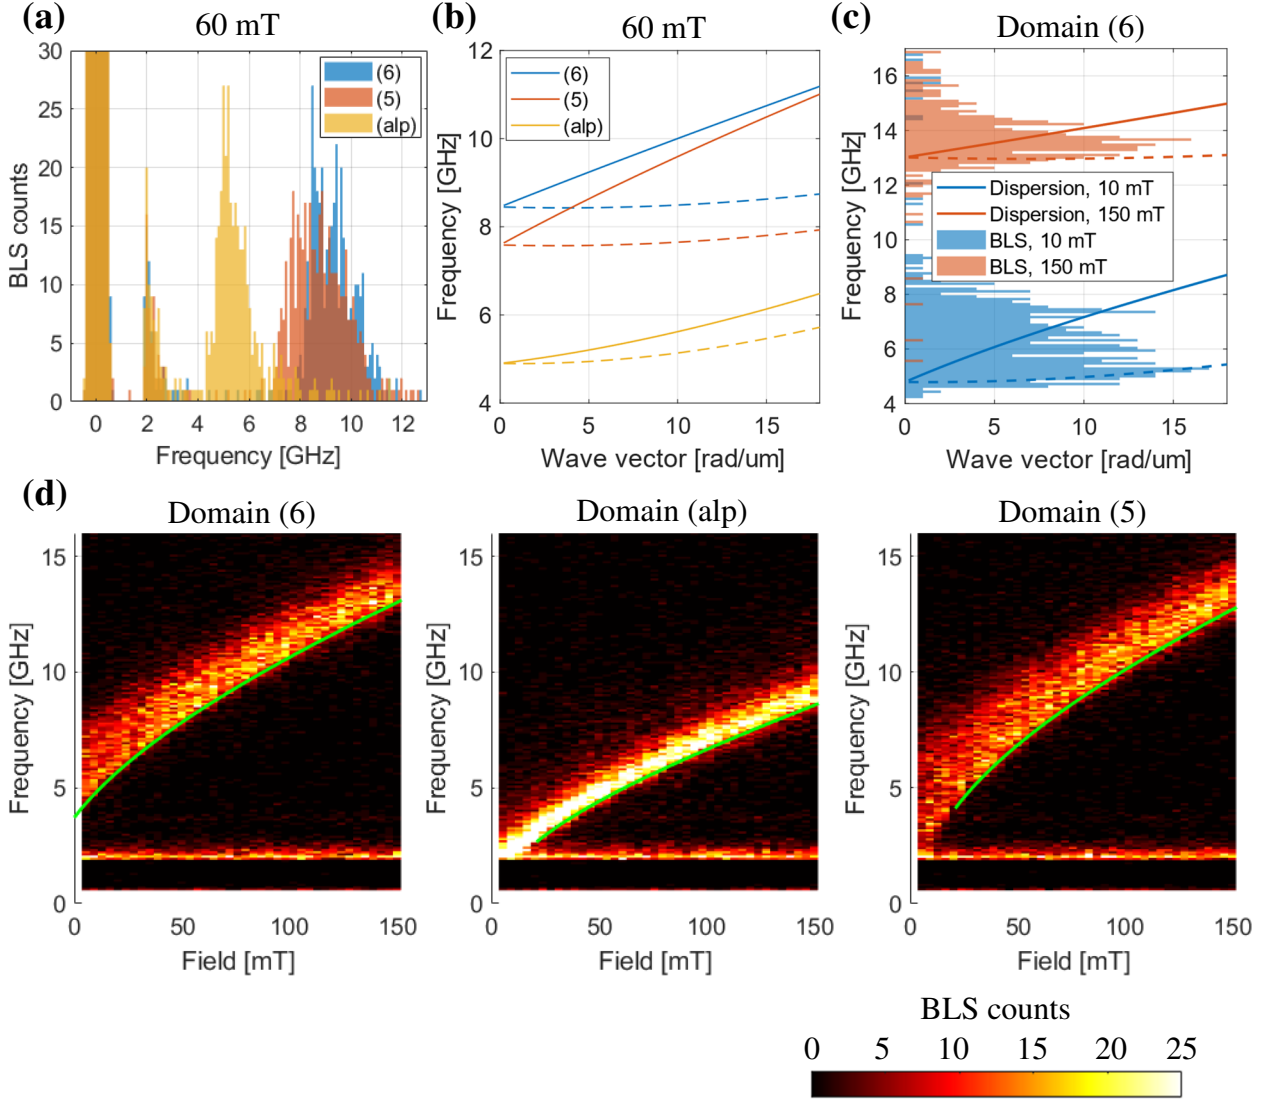 (a)
60 mT
30
25
20
15
10
5
0
BLS counts
(6)
(5)
(alp)
0 2 4 6 8 10 12
Frequency [GHz]
(b)
60 mT
12
10
8
6
4
Frequency [GHz]
(6)
(5)
(alp)
0 5 10 15
Wave vector [rad/um]
(c)
Domain (6)
16
14
12
10
8
6
4
Frequency [GHz]
Dispersion, 10 mT
Dispersion, 150 mT
BLS, 10 mT
BLS, 150 mT
0 5 10 15
Wave vector [rad/um]
(d)
Domain (6)
15
10
5
0
Frequency [GHz]
0 50 100 150
Field [mT]
Domain (alp)
15
10
5
0
Frequency [GHz]
0 50 100 150
Field [mT]
Domain (5)
15
10
5
0
Frequency [GHz]
0 50 100 150
Field [mT]
BLS counts
0 5 10 15 20 25